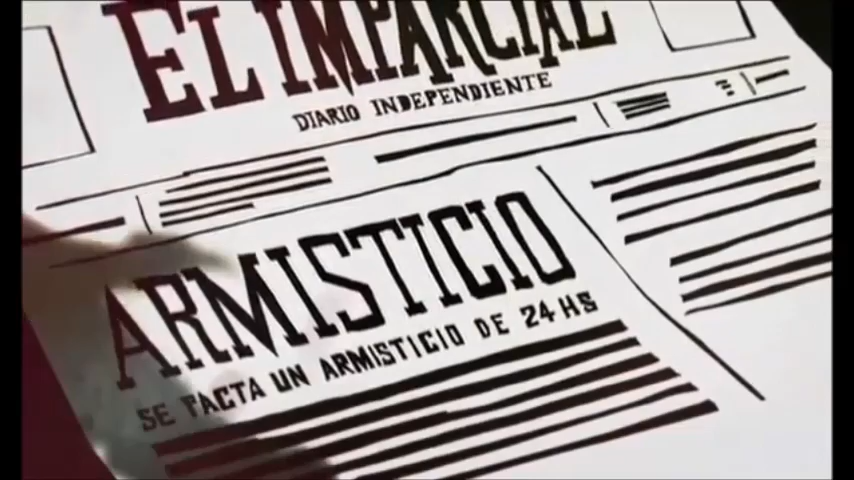 EL IMPARCIAL
DIARIO INDEPENDIENTE
ARMISTICIO
SE PACTA UN ARMISTICIO DE 24 HS